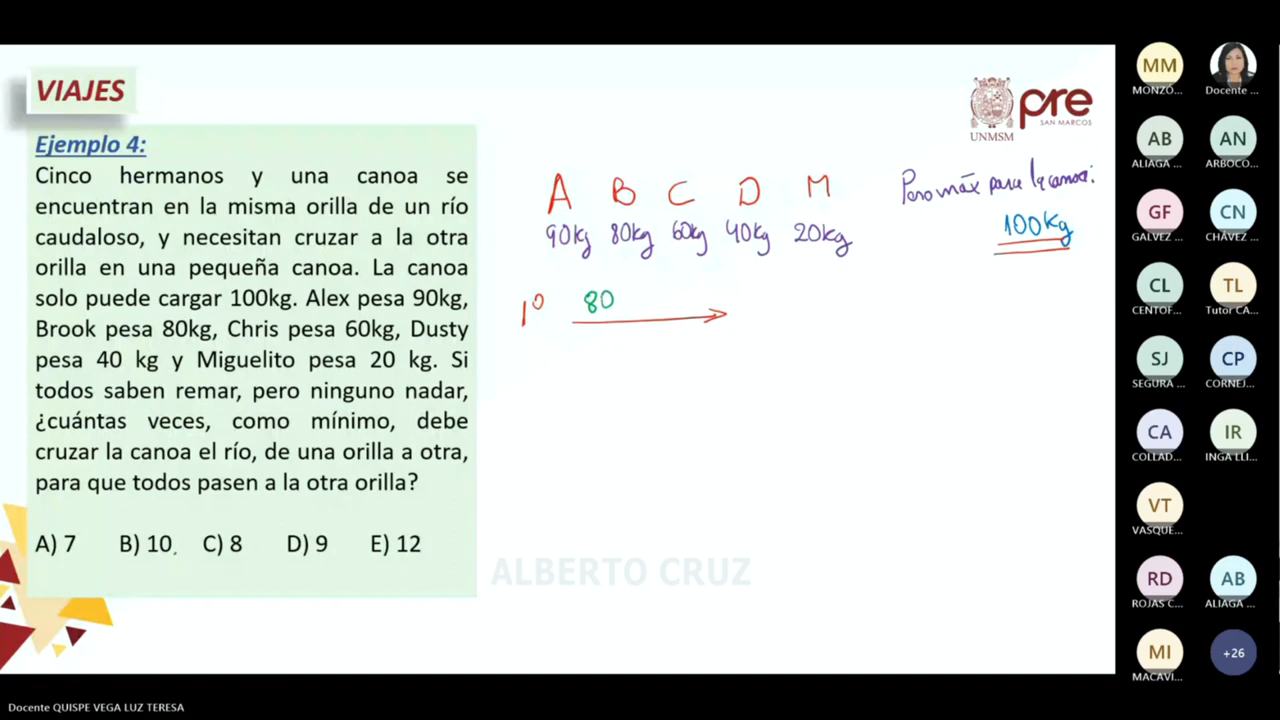 VIAJES
Ejemplo 4:
Cinco hermanos y una canoa se
encuentran en la misma orilla de un río
caudaloso, y necesitan cruzar a la otra
orilla en una pequeña canoa. La canoa
solo puede cargar 100kg. Alex pesa 90kg,
Brook pesa 80kg, Chris pesa 60kg, Dusty
pesa 40 kg y Miguelito pesa 20 kg. Si
todos saben remar, pero ninguno nadar,
¿cuántas veces, como mínimo, debe
cruzar la canoa el río, de una orilla a otra,
para que todos pasen a la otra orilla?
A) 7 B) 10. C) 8 D) 9 E) 12
UNMSM
pre
SAN MARCOS
A B C D M
90kg 80kg 60kg 40kg 20kg
Peso máx para la canoa:
100kg
1° 80
ALBERTO CRUZ
MM
MONZÓ...
Docente ...
AB
ALIAGA ...
AN
ARBOCO...
GF
GALVEZ ...
CN
CHÁVEZ ...
CL
CENTOF...
TL
Tutor CA...
SJ
SEGURA ...
CP
CORNEJ...
CA
COLLAD...
IR
INGA LLI...
VT
VASQUE...
RD
ROJAS C...
AB
ALIAGA ...
MI
MACAVI...
+26
Docente QUISPE VEGA LUZ TERESA